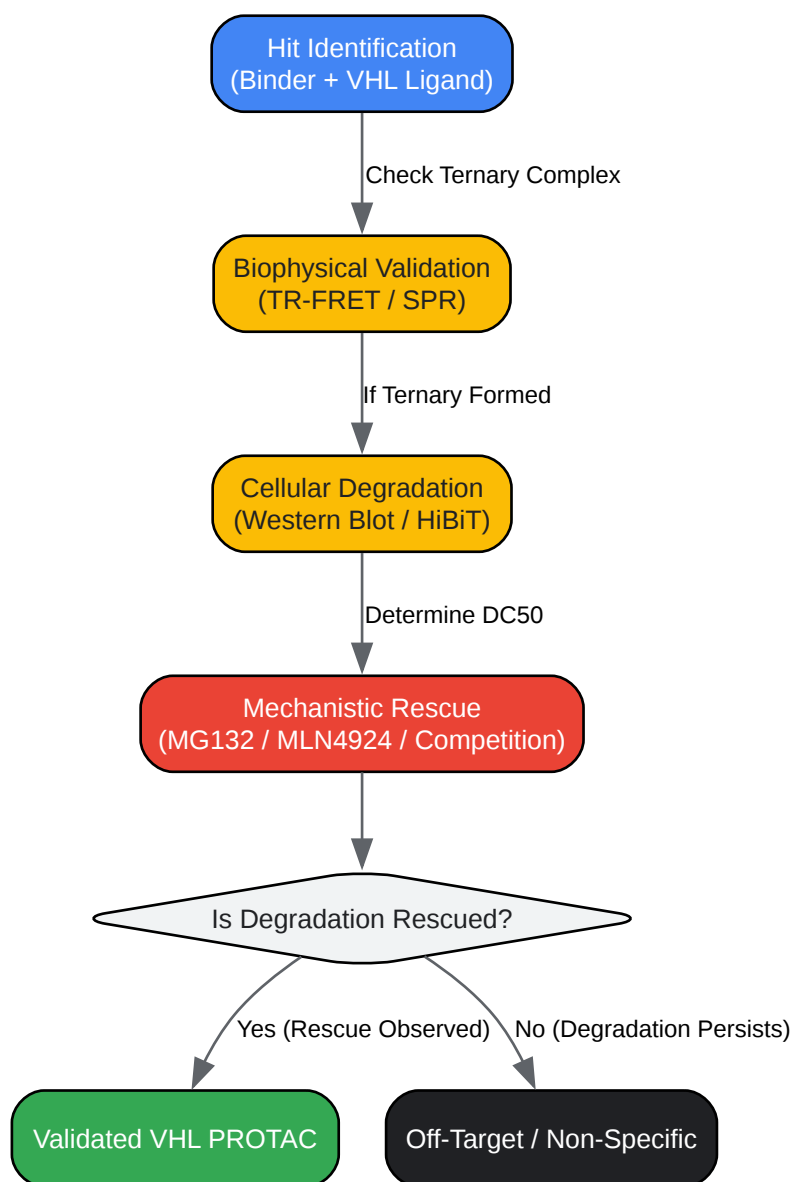 Hit Identification
(Binder + VHL Ligand)
Check Ternary Complex
Biophysical Validation
(TR-FRET / SPR)
If Ternary Formed
Cellular Degradation
(Western Blot / HiBiT)
Determine DC50
Mechanistic Rescue
(MG132 / MLN4924 / Competition)
Is Degradation Rescued?
Yes (Rescue Observed)
No (Degradation Persists)
Validated VHL PROTAC
Off-Target / Non-Specific